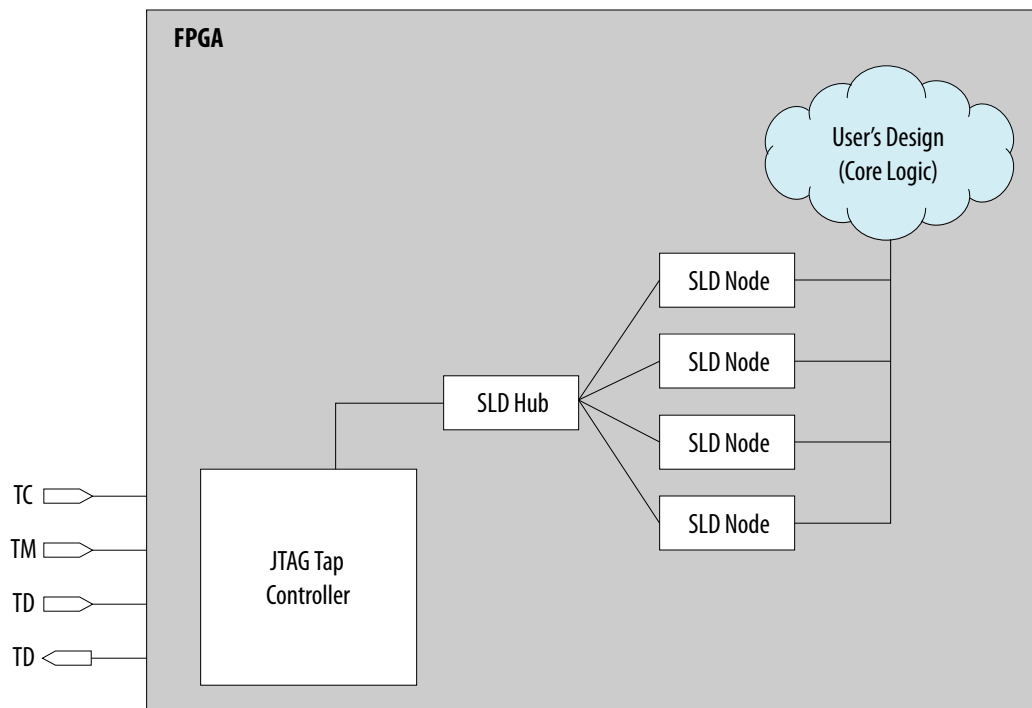 FPGA
User's Design
(Core Logic)
SLD Node
SLD Node
SLD Hub
SLD Node
SLD Node
TC
TM
JTAG Tap
Controller
TD
TD